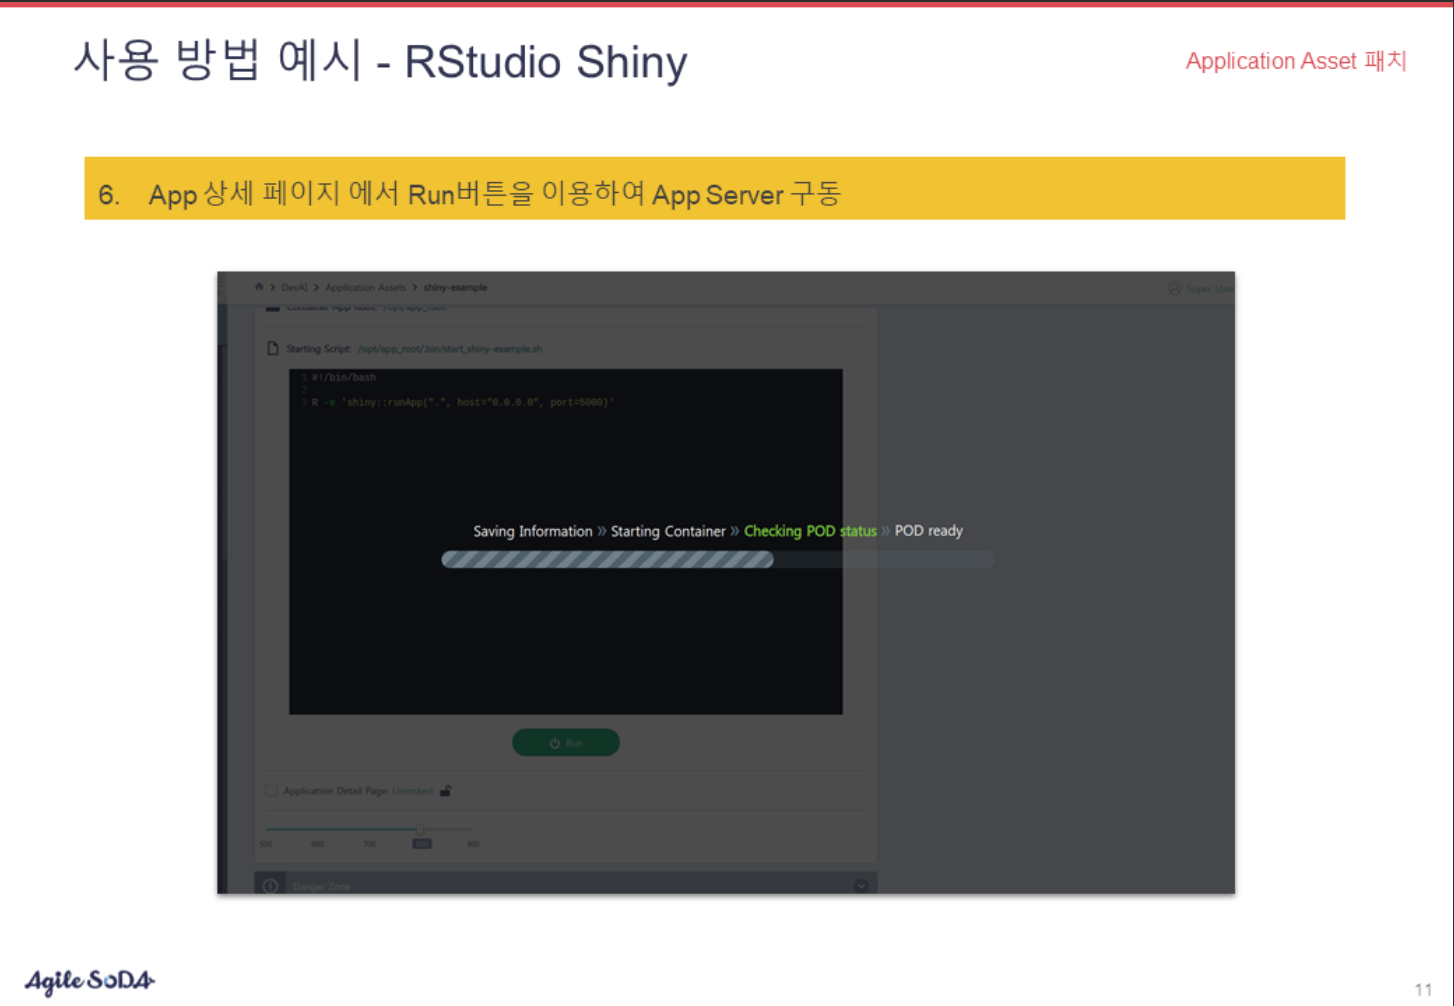 사용 방법 예시 - RStudio Shiny
Application Asset 패치
6. App 상세 페이지 에서 Run버튼을 이용하여 App Server 구동
> DevAI > Application Assets > shiny-example
Super User
Container App Root: /opt/app_root
Starting Script: /opt/app_root/.bin/start_shiny-example.sh
1 #!/bin/bash
2
3 R -e 'shiny::runApp(".", host="0.0.0.0", port=5000)'
Saving Information » Starting Container » Checking POD status » POD ready
Run
Application Detail Page: Unlocked
500 600 700 800 900
Danger Zone
Agile SoDA
11